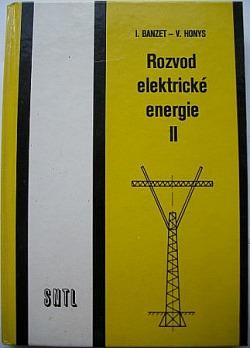 I. BANZET – V. HONYS
Rozvod
elektrické
energie
II
SNTL